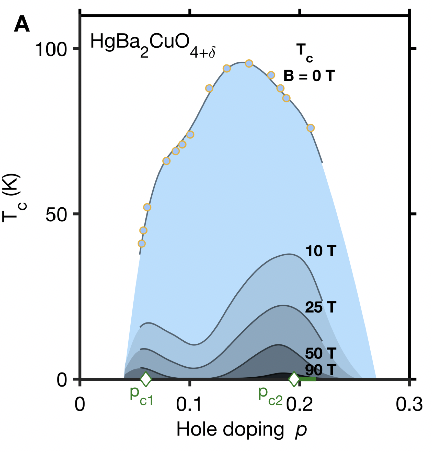 A
HgBa2CuO4+δ
Tc
B = 0 T
100
Tc (K)
50
10 T
25 T
50 T
90 T
0
pc1
pc2
0
0.1
0.2
0.3
Hole doping p